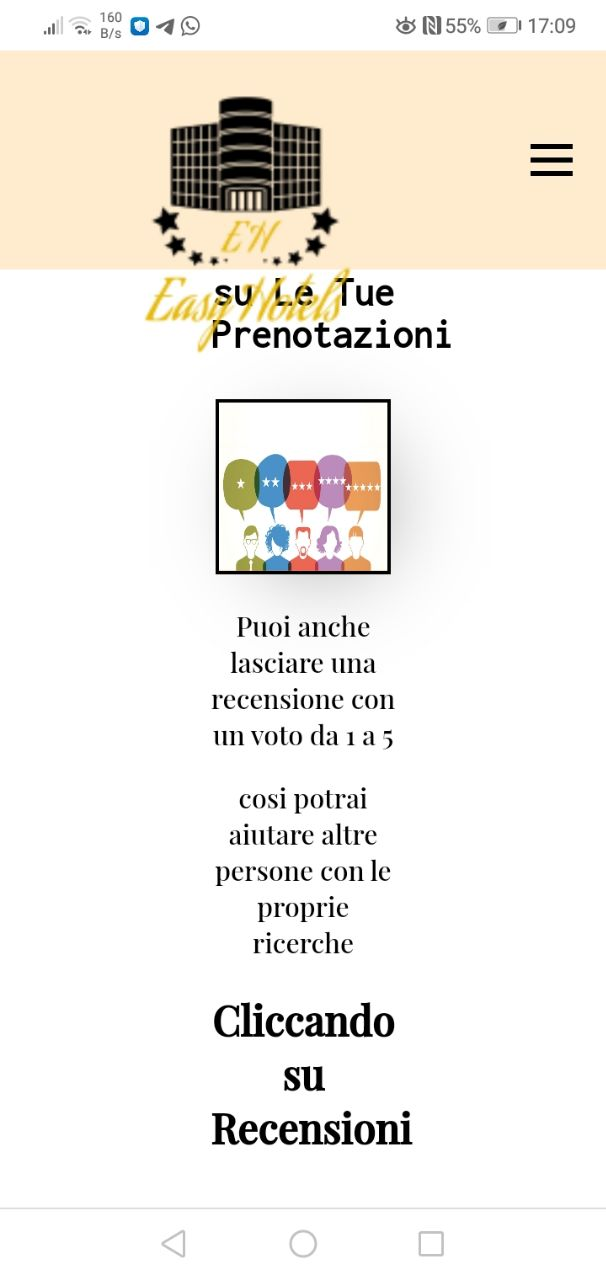 160
B/s
55%
17:09
EH
Easy Hotels
su Le Tue
Prenotazioni
Puoi anche
lasciare una
recensione con
un voto da 1 a 5
cosi potrai
aiutare altre
persone con le
proprie
ricerche
Cliccando
su
Recensioni